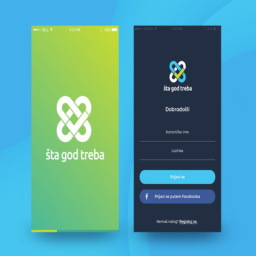 šta god treba
šta god treba
Dobrodošli
Korisničko ime
Lozinka
Prijavi se
Prijavi se putem Facebooka
Nemaš nalog? Registruj se.